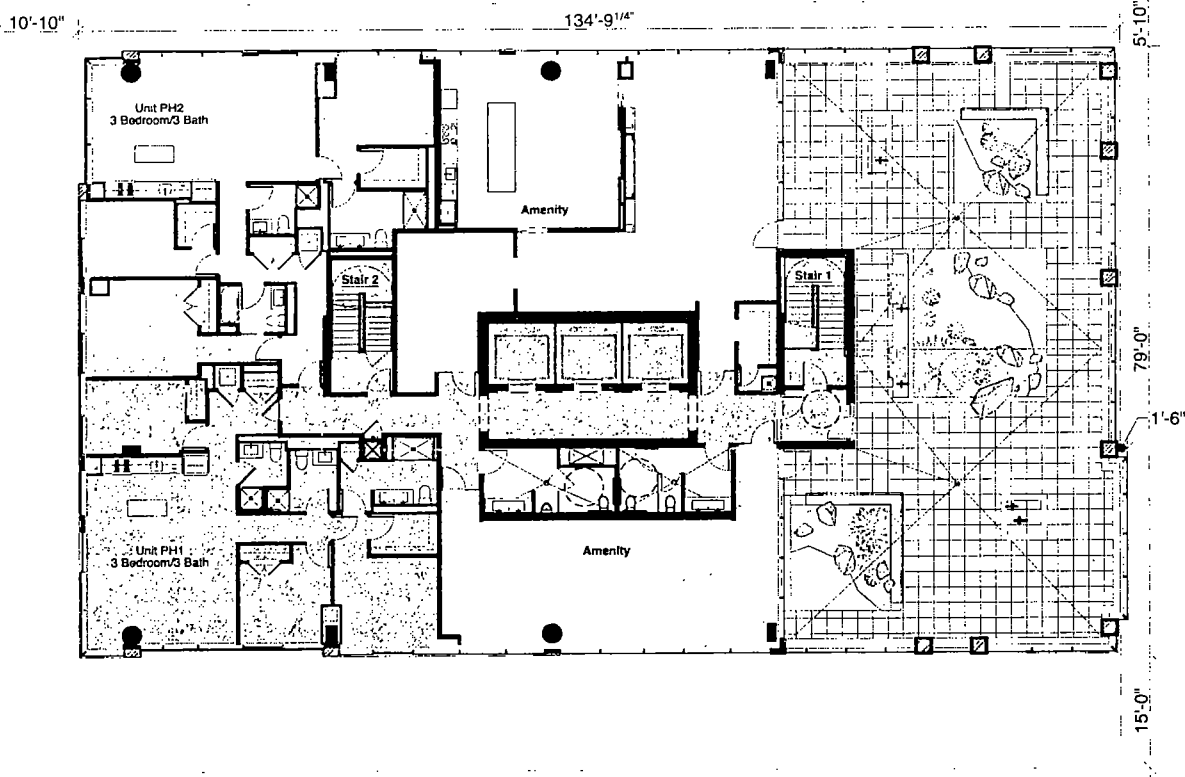 10'-10"
134'-9 1/4"
5'-10"
Unit PH2
3 Bedroom/3 Bath
Amenity
Stair 2
Stair 1
79'-0"
1'-6"
Unit PH1
3 Bedroom/3 Bath
Amenity
15'-0"